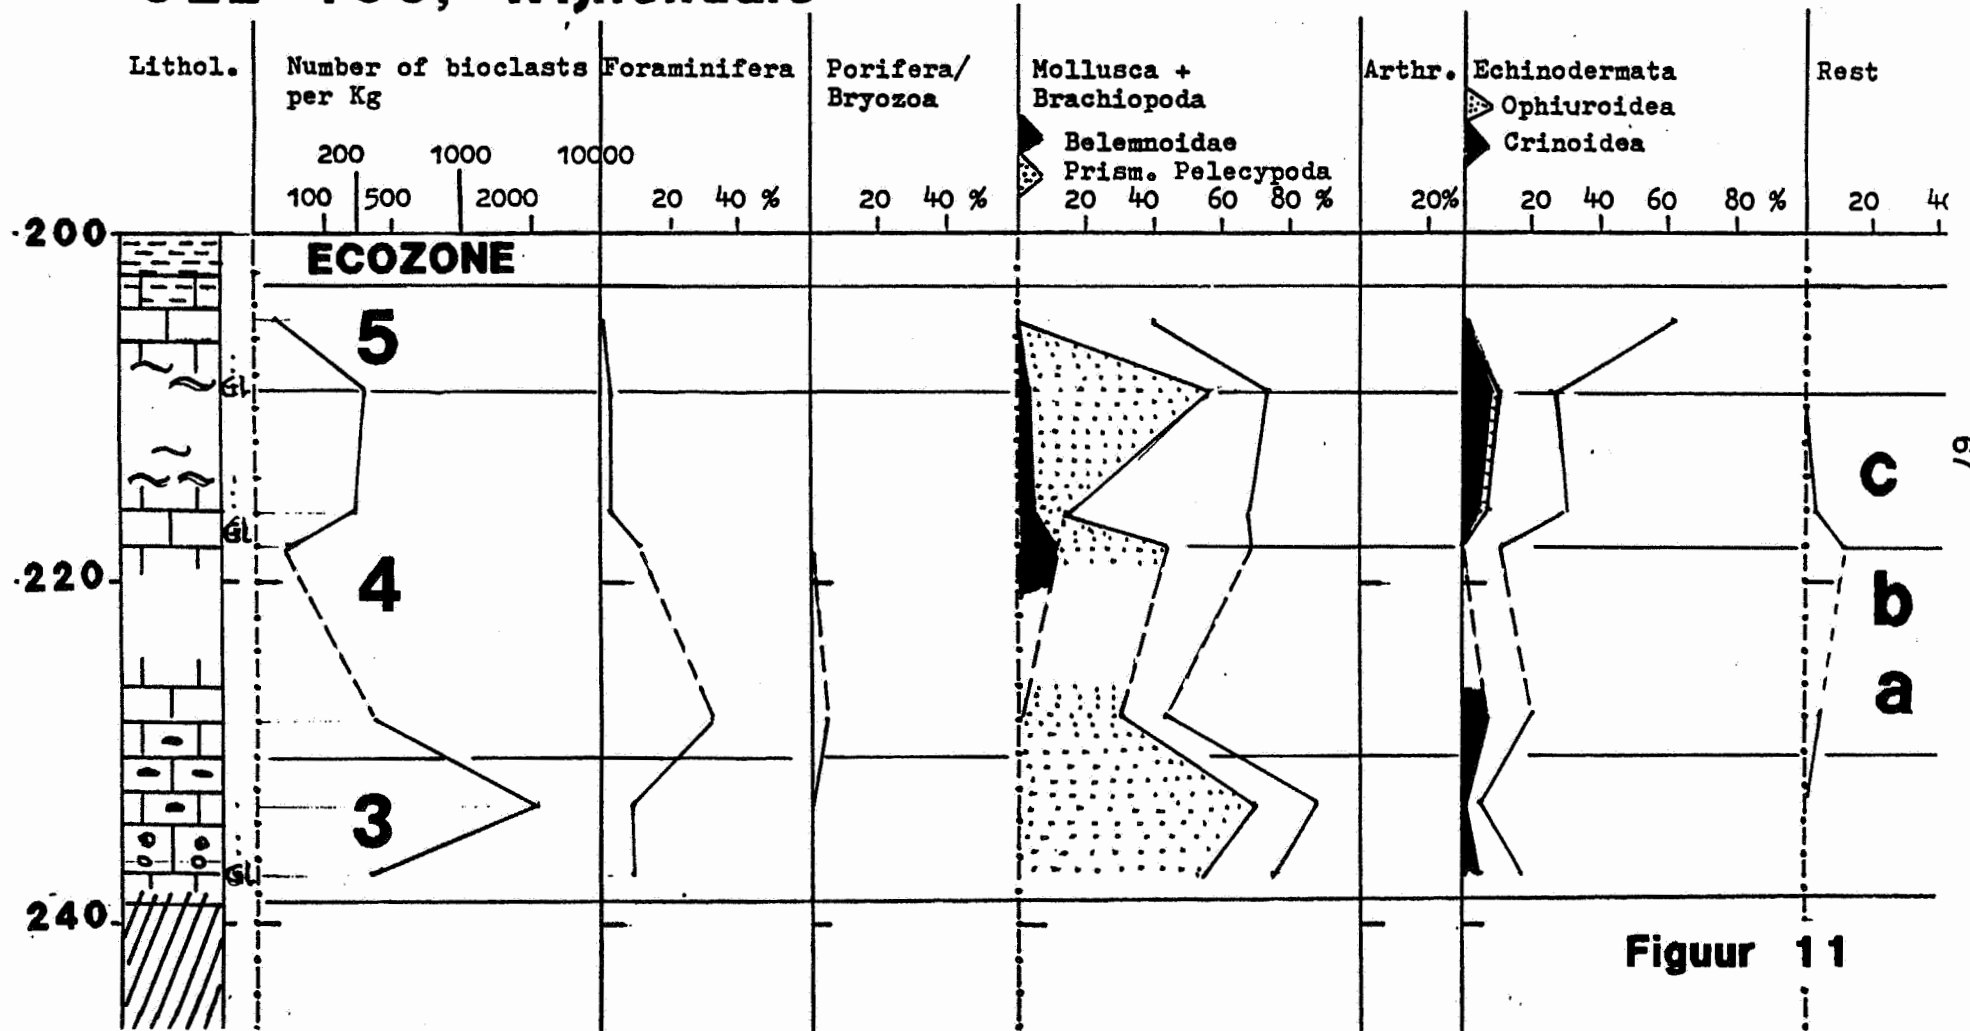 Lithol.
Number of bioclasts
per Kg
Foraminifera
Porifera/
Bryozoa
Mollusca +
Brachiopoda
Belemnoidae
Prism. Pelecypoda
Arthr.
Echinodermata
Ophiuroidea
Crinoidea
Rest
200 1000 10000
100 500 2000
20 40 %
20 40 %
20 40 60 80 %
20%
20 40 60 80 %
20
200
ECOZONE
5
Gl
c
Gl
220
4
b
a
3
Gl
240
Figuur 11